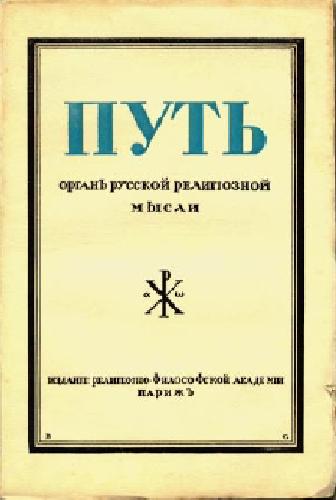 ПУТЬ
ОРГАНЪ РУССКОЙ РЕЛИГІОЗНОЙ
МЫСЛИ
α ω
ИЗДАНІЕ РЕЛИГІОЗНО-ФИЛОСОФСКОЙ АКАДЕМІИ
ПАРИЖЪ